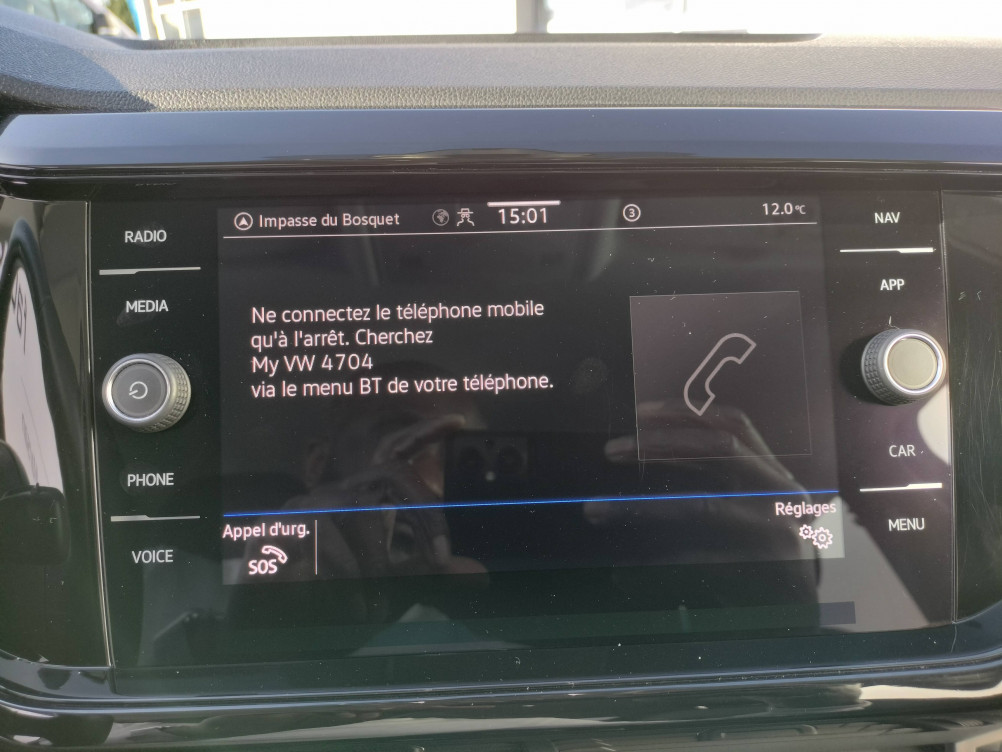 Impasse du Bosquet 15:01 3 12.0°C
RADIO
MEDIA
PHONE
VOICE
Ne connectez le téléphone mobile
qu'à l'arrêt. Cherchez
My VW 4704
via le menu BT de votre téléphone.
Appel d'urg.
SOS
Réglages
NAV
APP
CAR
MENU